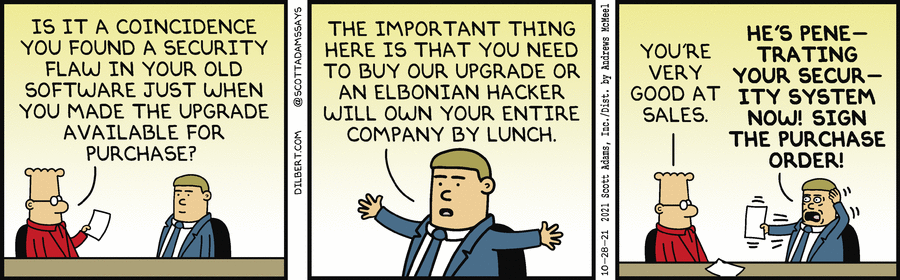 IS IT A COINCIDENCE
YOU FOUND A SECURITY
FLAW IN YOUR OLD
SOFTWARE JUST WHEN
YOU MADE THE UPGRADE
AVAILABLE FOR
PURCHASE?
DILBERT.COM
@SCOTTADAMSSAYS
THE IMPORTANT THING
HERE IS THAT YOU NEED
TO BUY OUR UPGRADE OR
AN ELBONIAN HACKER
WILL OWN YOUR ENTIRE
COMPANY BY LUNCH.
10-28-21 2021 Scott Adams, Inc./Dist. by Andrews McMeel
YOU'RE
VERY
GOOD AT
SALES.
HE'S PENE-
TRATING
YOUR SECUR-
ITY SYSTEM
NOW! SIGN
THE PURCHASE
ORDER!